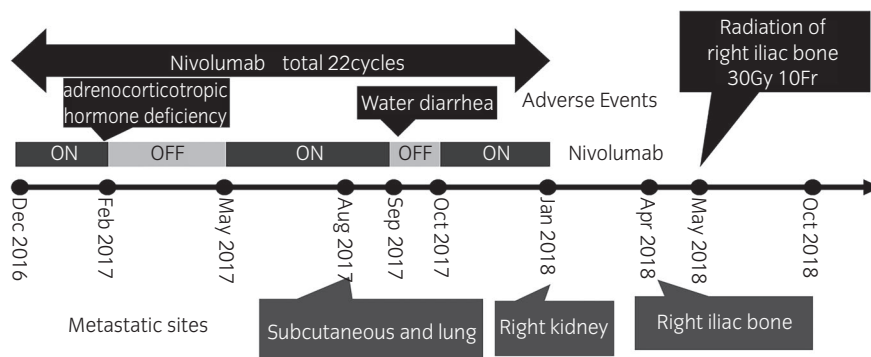 Radiation of
right iliac bone
30Gy 10Fr
Nivolumab total 22cycles
adrenocorticotropic
hormone deficiency
Water diarrhea
Adverse Events
ON
OFF
ON
OFF
ON
Nivolumab
Dec 2016
Feb 2017
May 2017
Aug 2017
Sep 2017
Oct 2017
Jan 2018
Apr 2018
May 2018
Oct 2018
Metastatic sites
Subcutaneous and lung
Right kidney
Right iliac bone